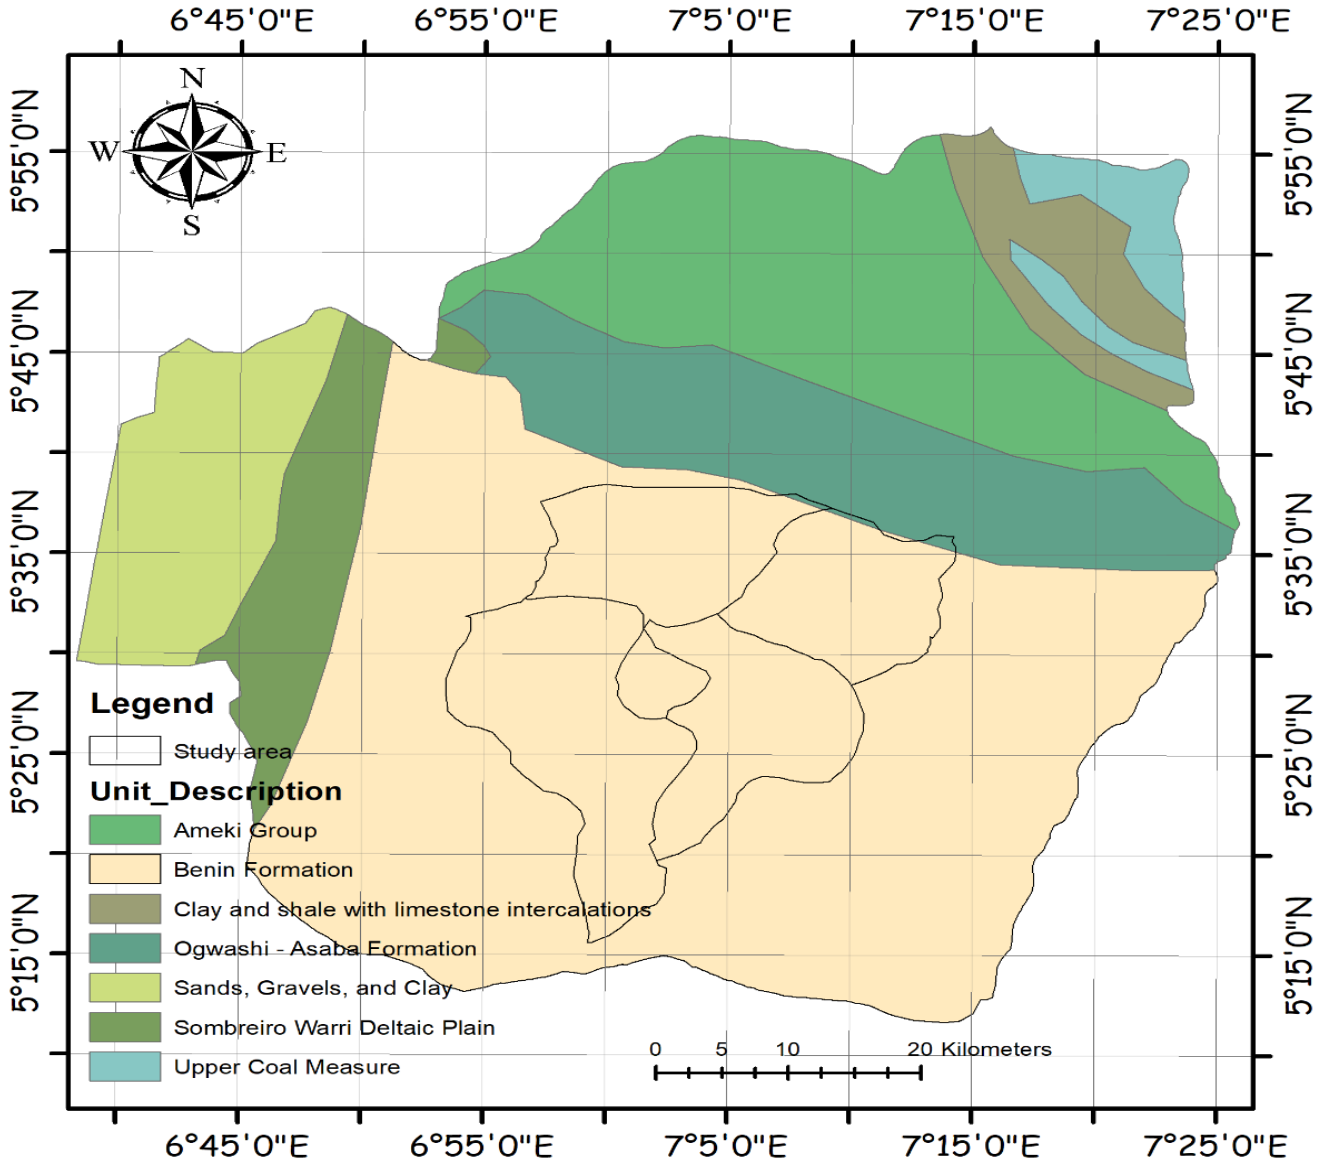 6°45'0"E 6°55'0"E 7°5'0"E 7°15'0"E 7°25'0"E
N
W E
S
5°55'0"N 5°55'0"N
5°45'0"N 5°45'0"N
5°35'0"N 5°35'0"N
5°25'0"N 5°25'0"N
5°15'0"N 5°15'0"N
Legend
Study area
Unit_Description
Ameki Group
Benin Formation
Clay and shale with limestone intercalations
Ogwashi - Asaba Formation
Sands, Gravels, and Clay
Sombreiro Warri Deltaic Plain
Upper Coal Measure
0 5 10 20 Kilometers
6°45'0"E 6°55'0"E 7°5'0"E 7°15'0"E 7°25'0"E